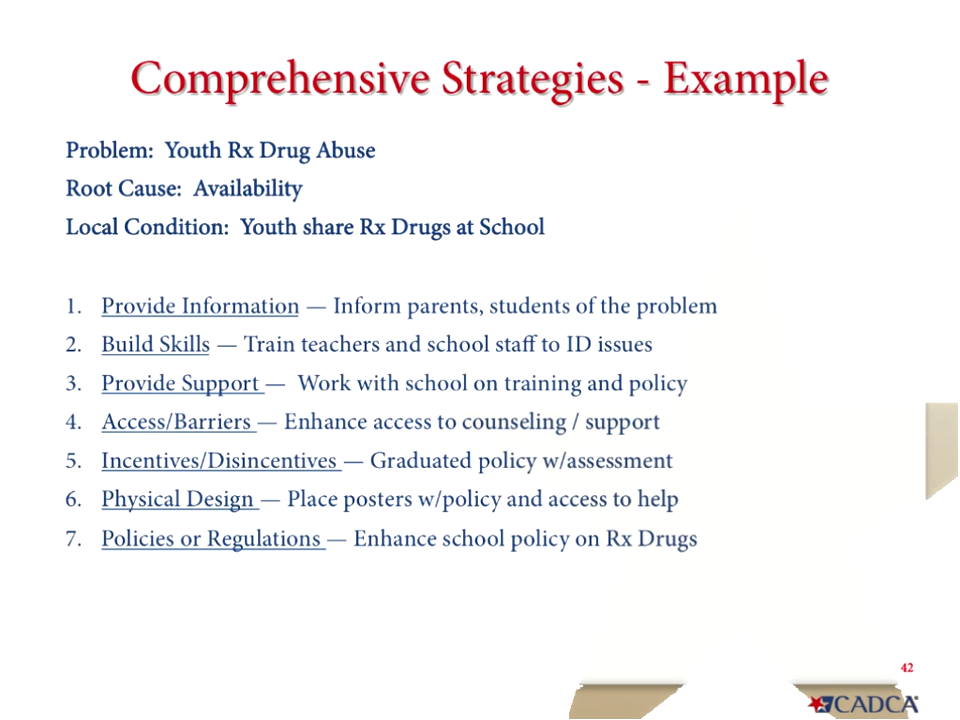 Comprehensive Strategies - Example
Problem: Youth Rx Drug Abuse
Root Cause: Availability
Local Condition: Youth share Rx Drugs at School
1. Provide Information — Inform parents, students of the problem
2. Build Skills — Train teachers and school staff to ID issues
3. Provide Support — Work with school on training and policy
4. Access/Barriers — Enhance access to counseling / support
5. Incentives/Disincentives — Graduated policy w/assessment
6. Physical Design — Place posters w/policy and access to help
7. Policies or Regulations — Enhance school policy on Rx Drugs
42
CADCA